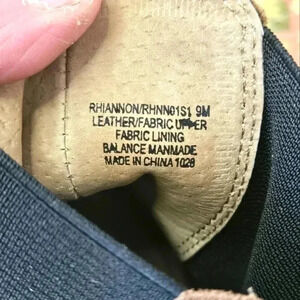 RHIANNON/RHNN01S1 9M
LEATHER/FABRIC UPPER
FABRIC LINING
BALANCE MANMADE
MADE IN CHINA 1028